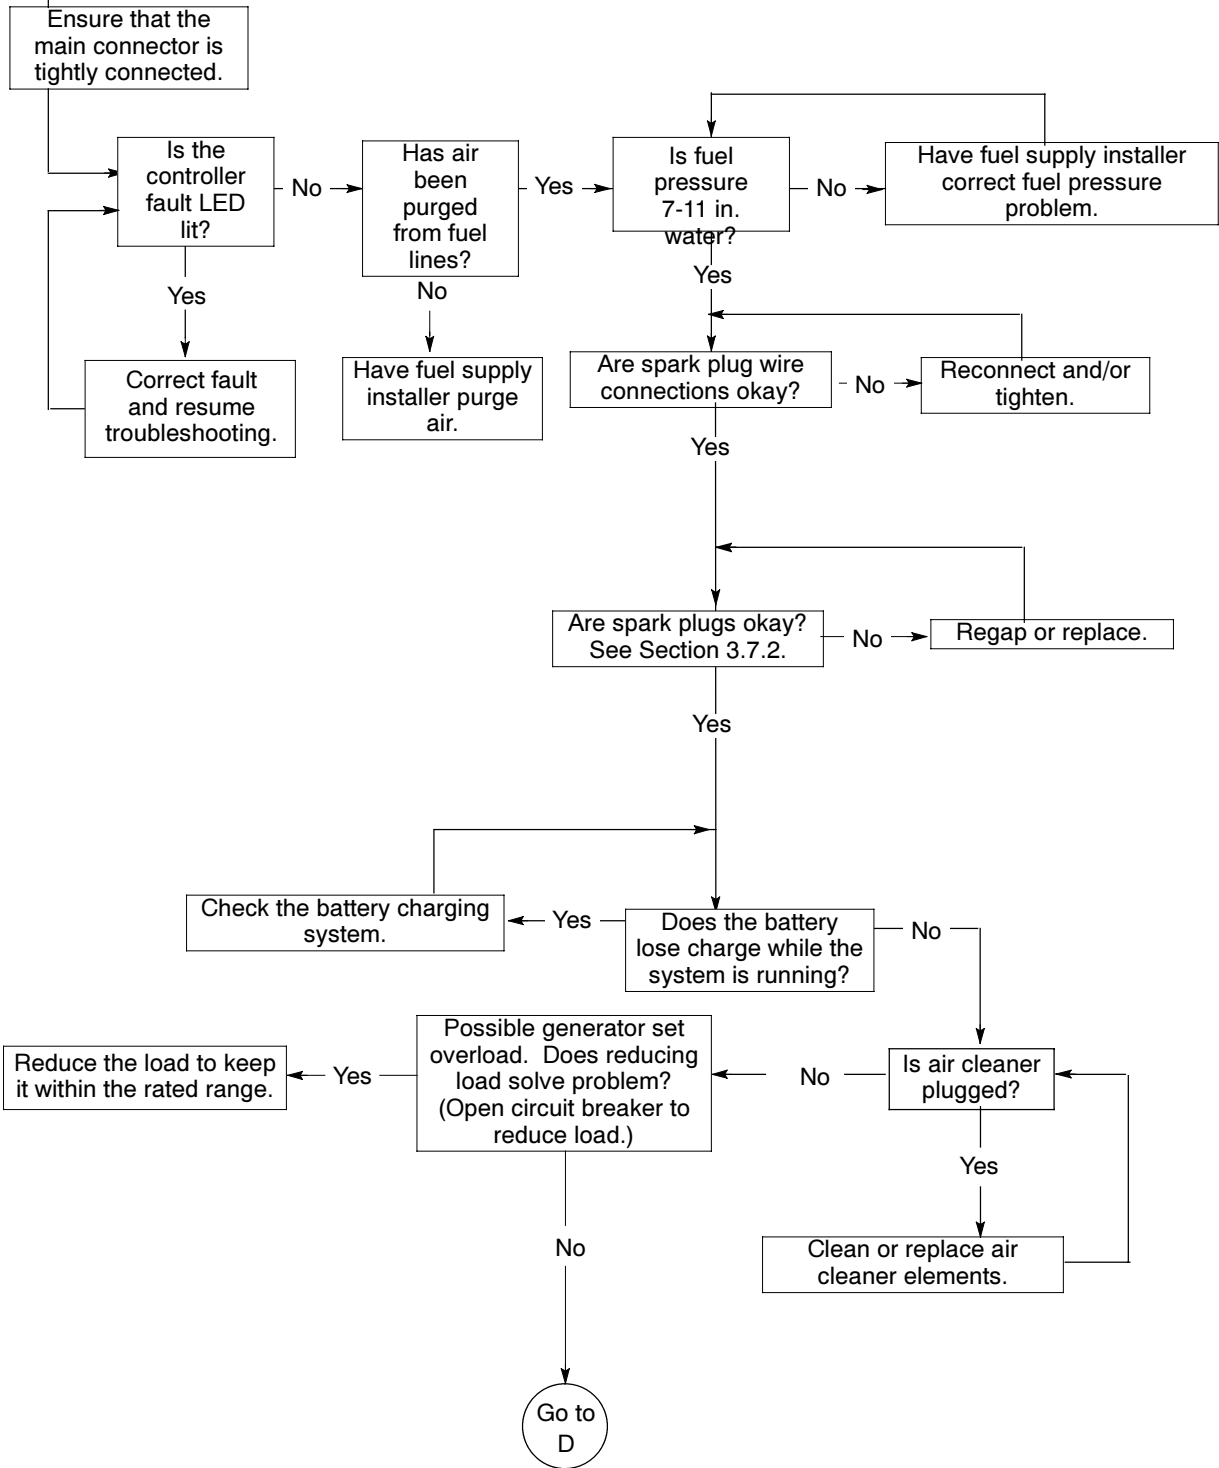 Ensure that the
main connector is
tightly connected.
Is the
controller
fault LED
lit?
No
Has air
been
purged
from fuel
lines?
Yes
Is fuel
pressure
7-11 in.
water?
No
Have fuel supply installer
correct fuel pressure
problem.
Yes
Correct fault
and resume
troubleshooting.
No
Have fuel supply
installer purge
air.
Yes
Are spark plug wire
connections okay?
No
Reconnect and/or
tighten.
Yes
Are spark plugs okay?
See Section 3.7.2.
No
Regap or replace.
Yes
Check the battery charging
system.
Yes
Does the battery
lose charge while the
system is running?
No
Reduce the load to keep
it within the rated range.
Yes
Possible generator set
overload.  Does reducing
load solve problem?
(Open circuit breaker to
reduce load.)
No
Is air cleaner
plugged?
Yes
Clean or replace air
cleaner elements.
No
Go to
D